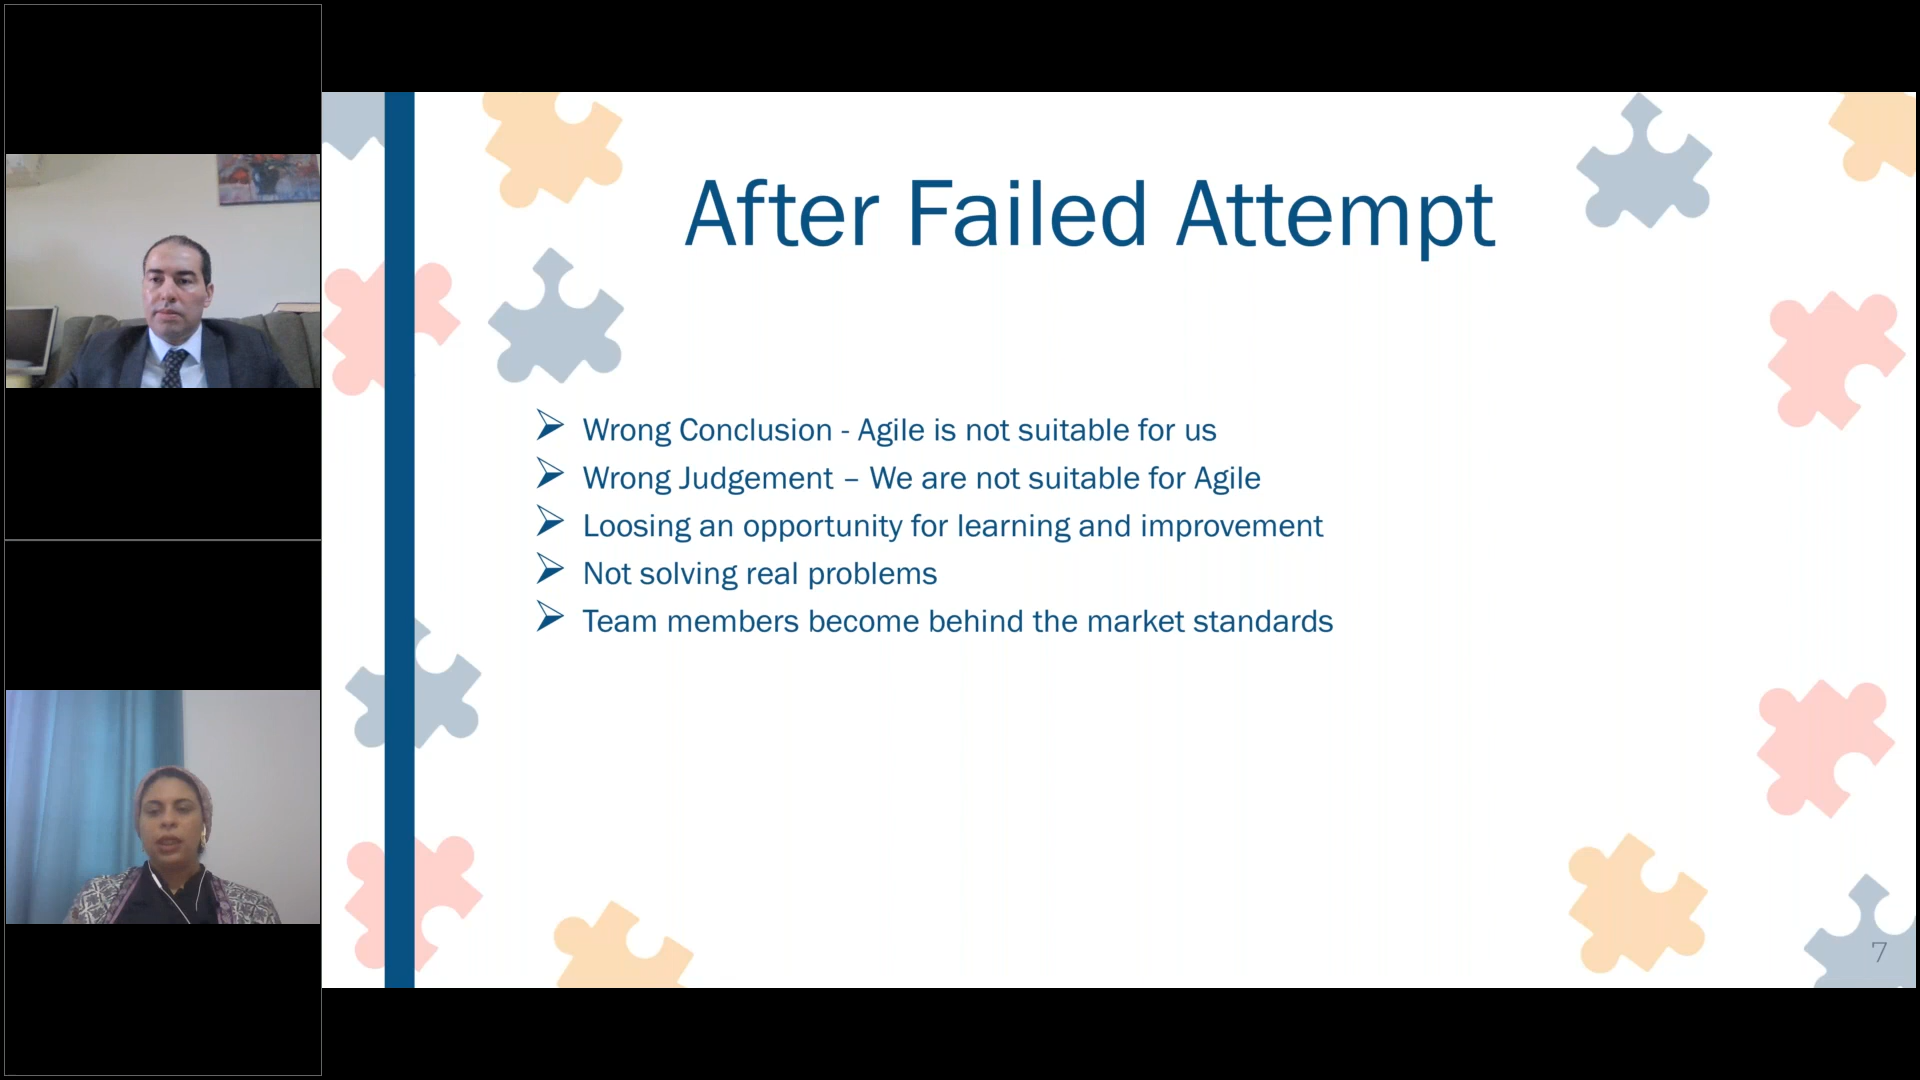 After Failed Attempt
Wrong Conclusion - Agile is not suitable for us
Wrong Judgement – We are not suitable for Agile
Loosing an opportunity for learning and improvement
Not solving real problems
Team members become behind the market standards
7